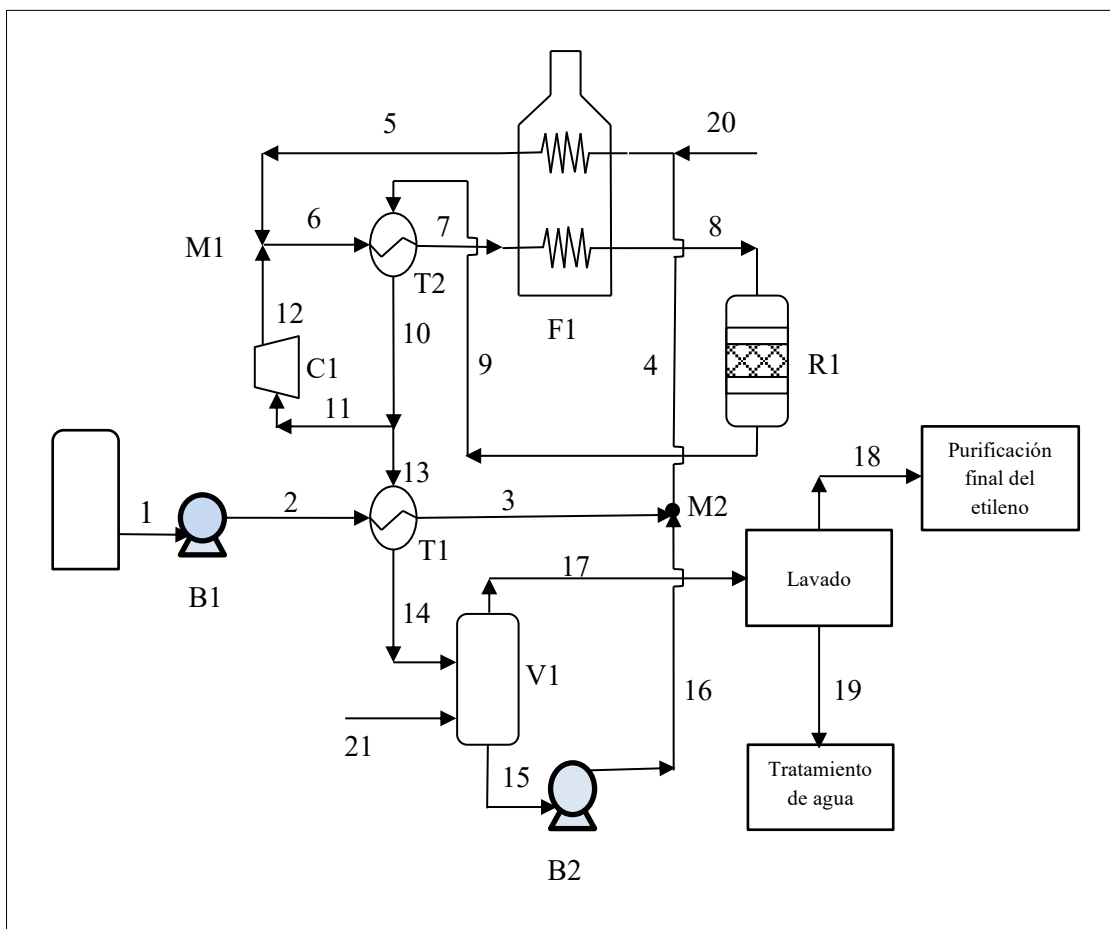 5
20
6
7
8
M1
T2
12
10
F1
C1
9
4
R1
11
13
Purificación
final del
etileno
18
1
2
3
M2
T1
B1
17
Lavado
14
V1
16
19
21
15
Tratamiento
de agua
B2